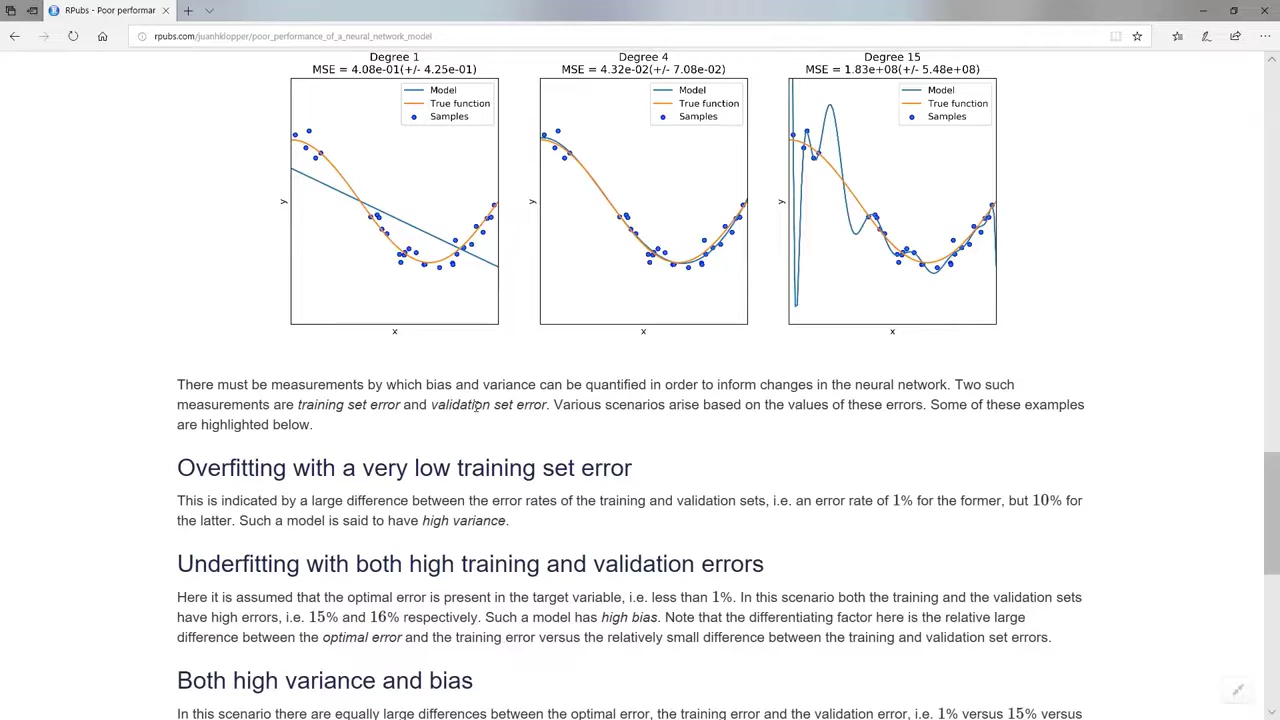 RPubs - Poor performar
rpubs.com/juanhklopper/poor_performance_of_a_neural_network_model
Degree 1
MSE = 4.08e-01(+/- 4.25e-01)
Model
True function
Samples
y
x
Degree 4
MSE = 4.32e-02(+/- 7.08e-02)
Model
True function
Samples
y
x
Degree 15
MSE = 1.83e+08(+/- 5.48e+08)
Model
True function
Samples
y
x
There must be measurements by which bias and variance can be quantified in order to inform changes in the neural network. Two such
measurements are training set error and validation set error. Various scenarios arise based on the values of these errors. Some of these examples
are highlighted below.
Overfitting with a very low training set error
This is indicated by a large difference between the error rates of the training and validation sets, i.e. an error rate of 1% for the former, but 10% for
the latter. Such a model is said to have high variance.
Underfitting with both high training and validation errors
Here it is assumed that the optimal error is present in the target variable, i.e. less than 1%. In this scenario both the training and the validation sets
have high errors, i.e. 15% and 16% respectively. Such a model has high bias. Note that the differentiating factor here is the relative large
difference between the optimal error and the training error versus the relatively small difference between the training and validation set errors.
Both high variance and bias
In this scenario there are equally large differences between the optimal error, the training error and the validation error, i.e. 1% versus 15% versus